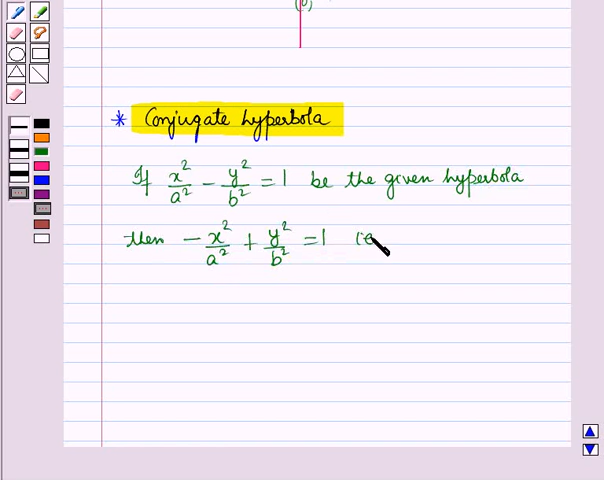 * Conjugate hyperbola
If x²/a² - y²/b² = 1 be the given hyperbola
then - x²/a² + y²/b² = 1